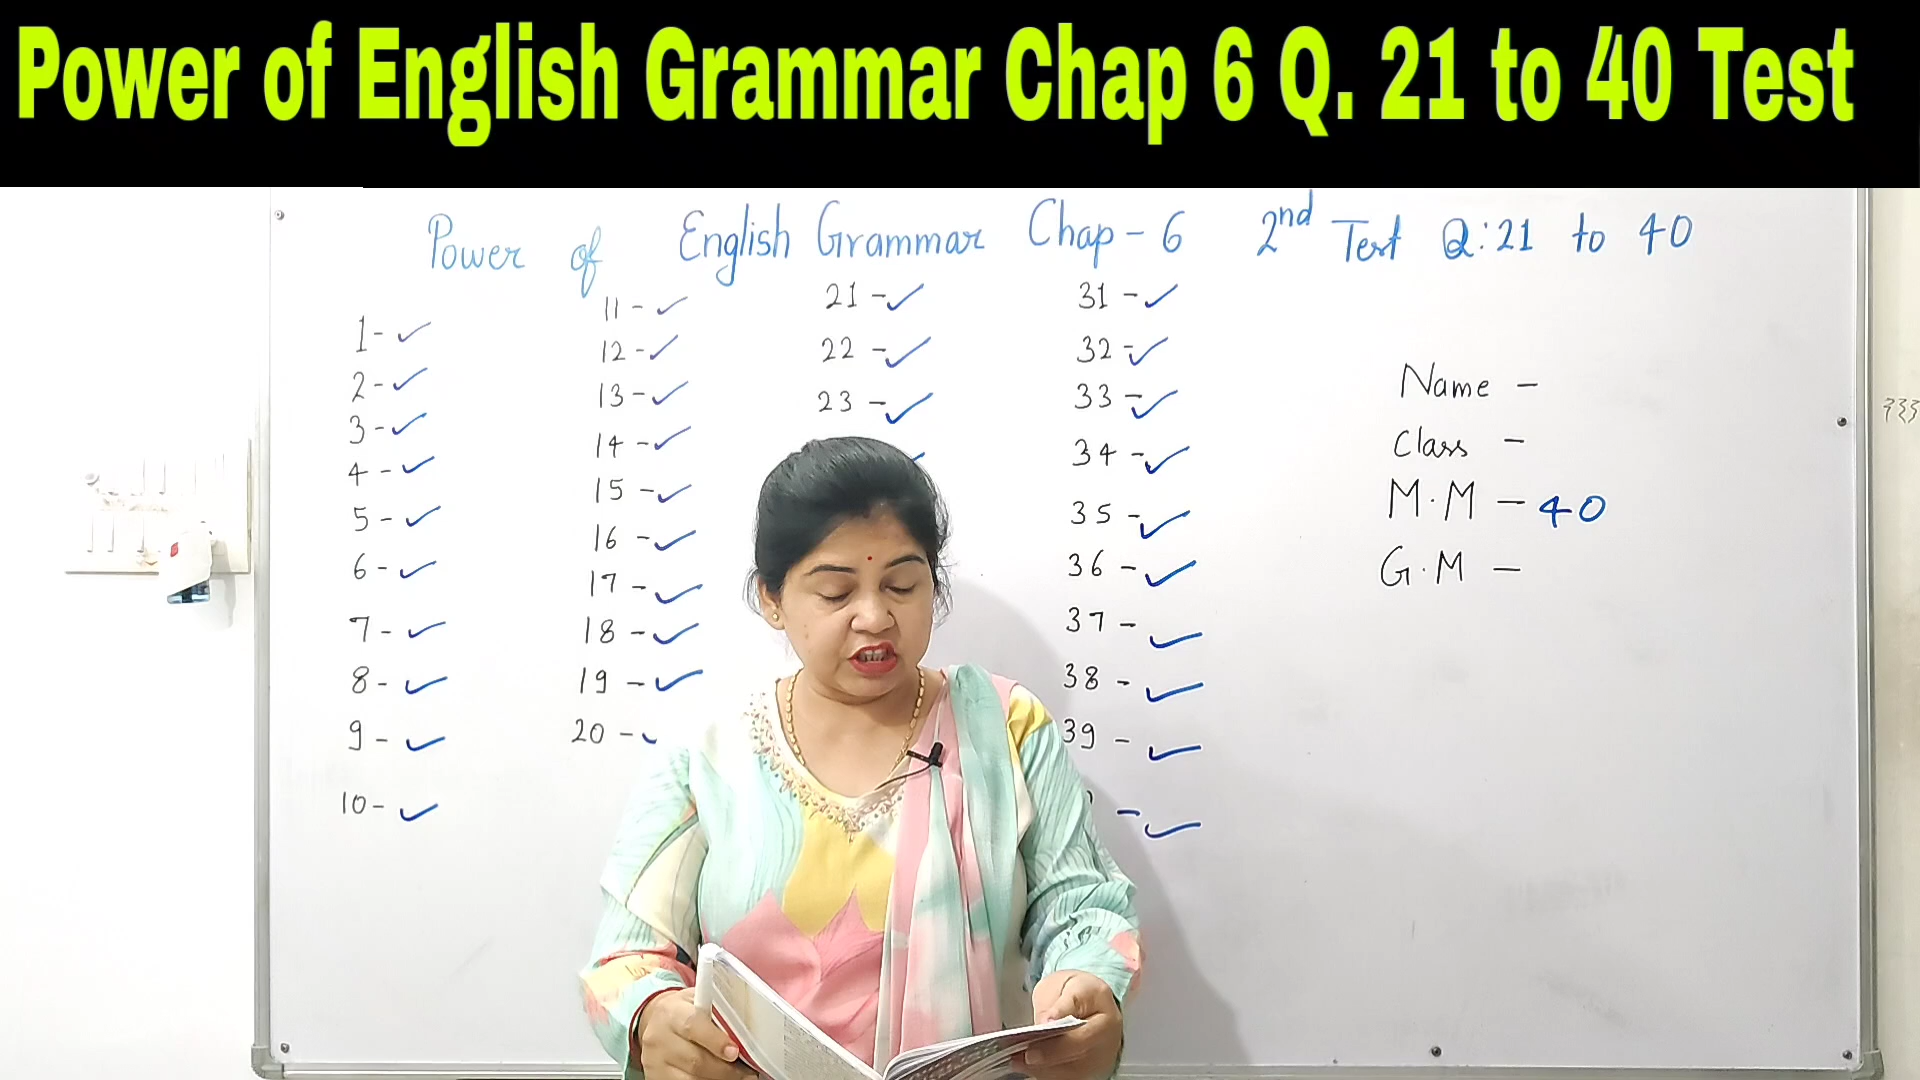 Power of English Grammar Chap 6 Q. 21 to 40 Test
Power of English Grammar Chap - 6 2nd Test Q: 21 to 40
1 - ✓
2 - ✓
3 - ✓
4 - ✓
5 - ✓
6 - ✓
7 - ✓
8 - ✓
9 - ✓
10 - ✓
11 - ✓
12 - ✓
13 - ✓
14 - ✓
15 - ✓
16 - ✓
17 - ✓
18 - ✓
19 - ✓
20 - ✓
21 - ✓
22 - ✓
23 - ✓
31 - ✓
32 - ✓
33 - ✓
34 - ✓
35 - ✓
36 - ✓
37 - ✓
38 - ✓
39 - ✓
- ✓
Name -
Class -
M.M - 40
G.M -